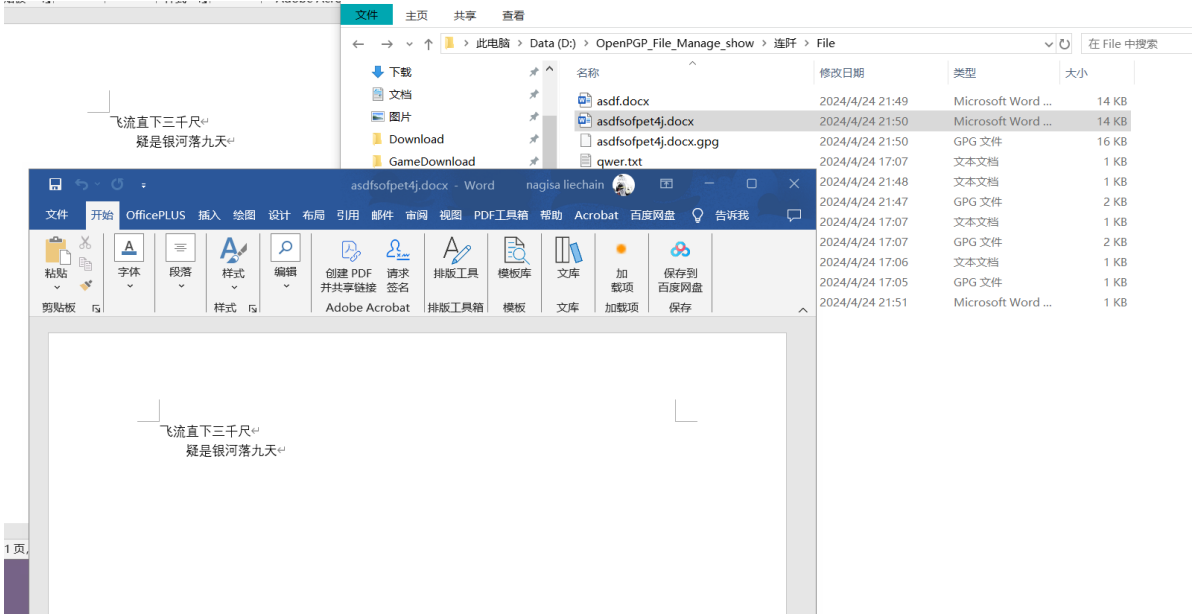 文件 主页 共享 查看
此电脑 > Data (D:) > OpenPGP_File_Manage_show > 连阡 > File
在 File 中搜索
下载
文档
图片
Download
GameDownload
名称 修改日期 类型 大小
asdf.docx 2024/4/24 21:49 Microsoft Word ... 14 KB
asdfsofpet4j.docx 2024/4/24 21:50 Microsoft Word ... 14 KB
asdfsofpet4j.docx.gpg 2024/4/24 21:50 GPG 文件 16 KB
qwer.txt 2024/4/24 17:07 文本文档 1 KB
2024/4/24 21:48 文本文档 1 KB
2024/4/24 21:47 GPG 文件 2 KB
2024/4/24 17:07 文本文档 1 KB
2024/4/24 17:07 GPG 文件 2 KB
2024/4/24 17:06 文本文档 1 KB
2024/4/24 17:05 GPG 文件 1 KB
2024/4/24 21:51 Microsoft Word ... 1 KB
飞流直下三千尺
疑是银河落九天
asdfsofpet4j.docx - Word nagisa liechain
文件 开始 OfficePLUS 插入 绘图 设计 布局 引用 邮件 审阅 视图 PDF工具箱 帮助 Acrobat 百度网盘 告诉我
粘贴 字体 段落 样式 编辑 创建 PDF 并共享链接 请求签名 排版工具 模板库 文库 加载项 保存到百度网盘
剪贴板 样式 Adobe Acrobat 排版工具箱 模板 文库 加载项 保存
飞流直下三千尺
疑是银河落九天
1 页,